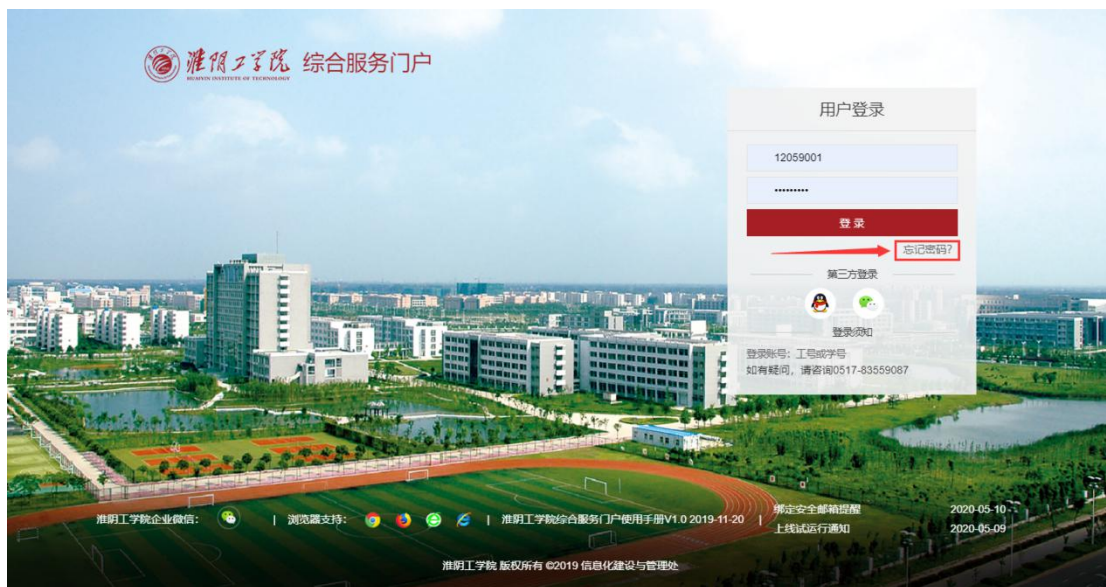 淮阴工学院 综合服务门户
HUAIYIN INSTITUTE OF TECHNOLOGY
用户登录
12059001
•••••••••
登 录
忘记密码?
第三方登录
登录须知
登录账号：工号或学号
如有疑问，请咨询0517-83559087
淮阴工学院企业微信： | 浏览器支持： | 淮阴工学院综合服务门户使用手册V1.0 2019-11-20 |
绑定安全邮箱提醒 2020-05-10
上线试运行通知 2020-05-09
淮阴工学院 版权所有 ©2019 信息化建设与管理处